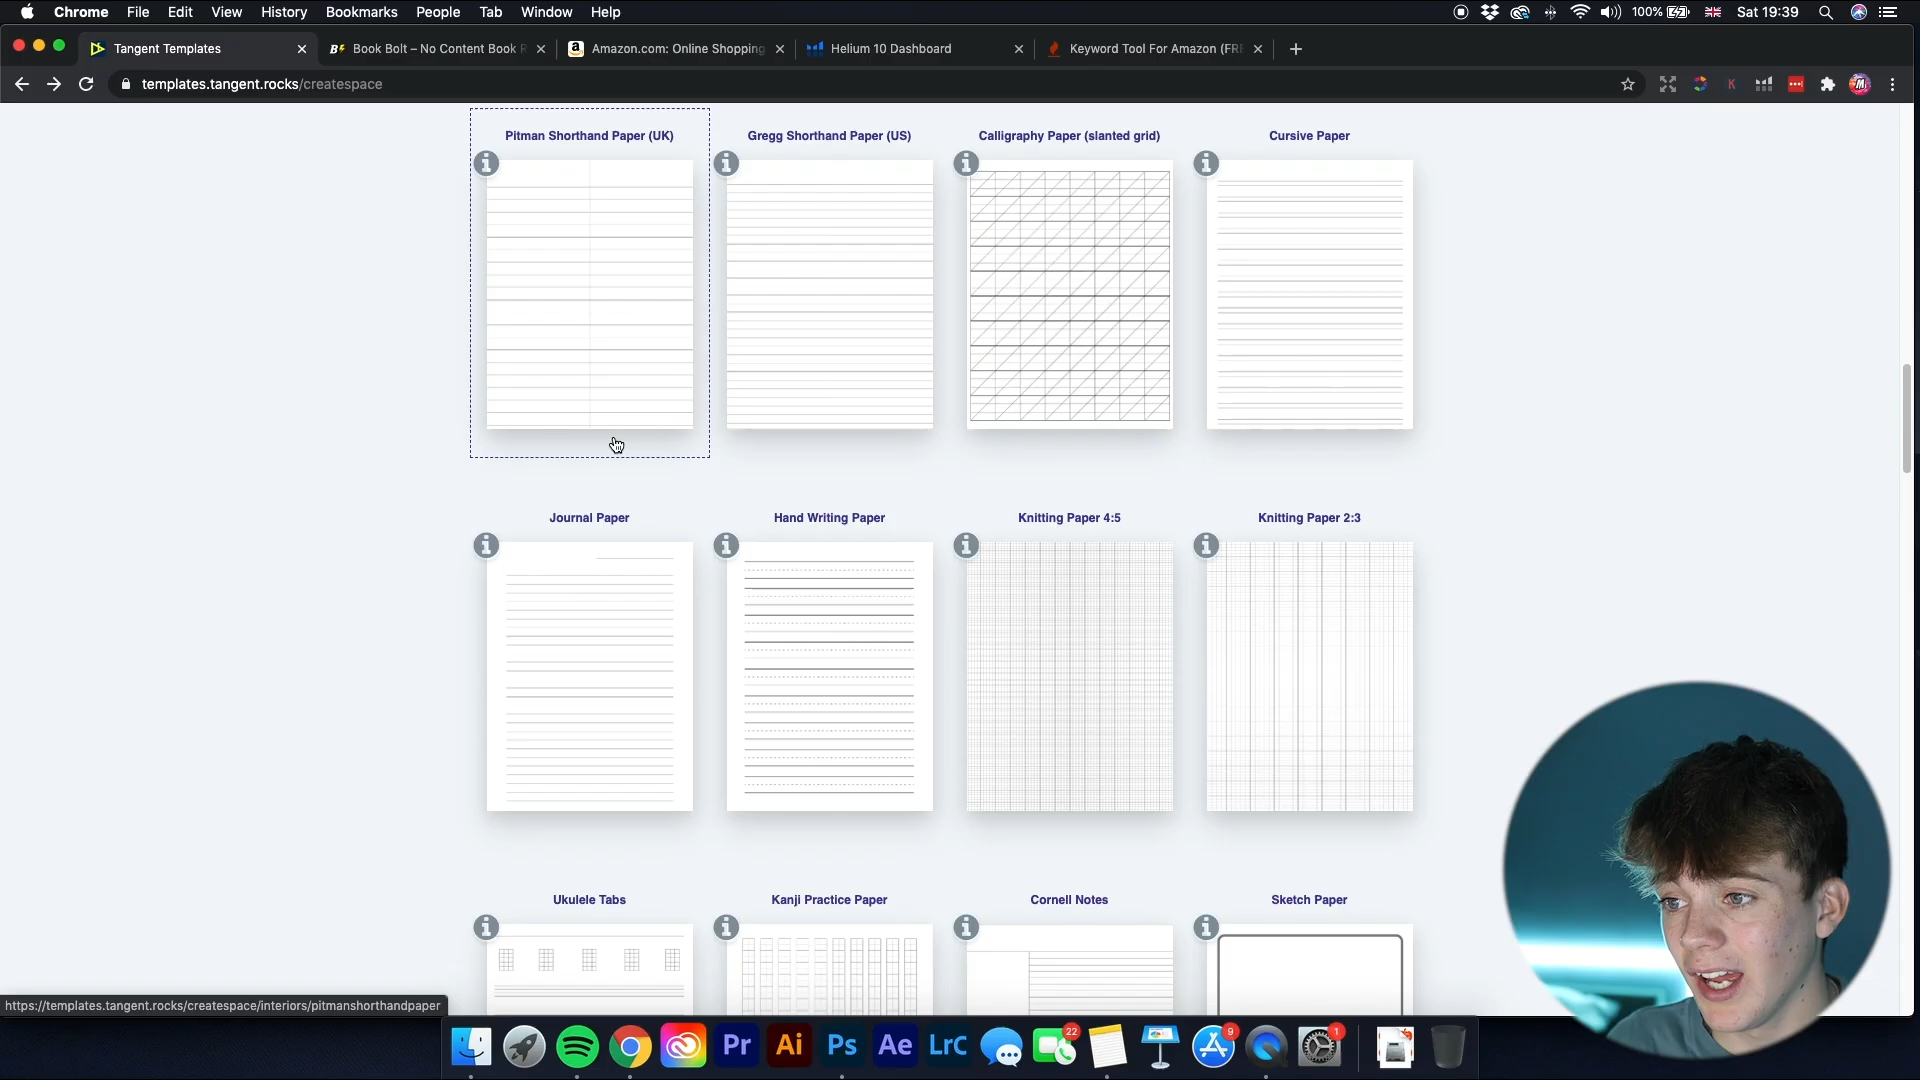 Chrome File Edit View History Bookmarks People Tab Window Help 100% Sat 19:39
Tangent Templates Book Bolt – No Content Book R Amazon.com: Online Shopping Helium 10 Dashboard Keyword Tool For Amazon (FRE
templates.tangent.rocks/createspace
Pitman Shorthand Paper (UK) Gregg Shorthand Paper (US) Calligraphy Paper (slanted grid) Cursive Paper
Journal Paper Hand Writing Paper Knitting Paper 4:5 Knitting Paper 2:3
Ukulele Tabs Kanji Practice Paper Cornell Notes Sketch Paper
https://templates.tangent.rocks/createspace/interiors/pitmanshorthandpaper
Pr Ai Ps Ae LrC 22 9 1